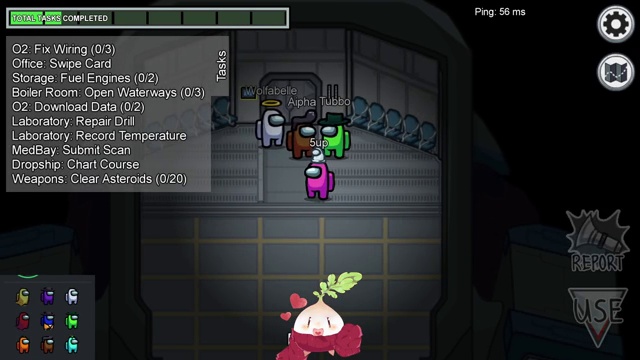 TOTAL TASKS COMPLETED
Ping: 56 ms
O2: Fix Wiring (0/3)
Office: Swipe Card
Storage: Fuel Engines (0/2)
Boiler Room: Open Waterways (0/3)
O2: Download Data (0/2)
Laboratory: Repair Drill
Laboratory: Record Temperature
MedBay: Submit Scan
Dropship: Chart Course
Weapons: Clear Asteroids (0/20)
Tasks
Wolfabelle
Aipha Tubbo
5up
REPORT
USE